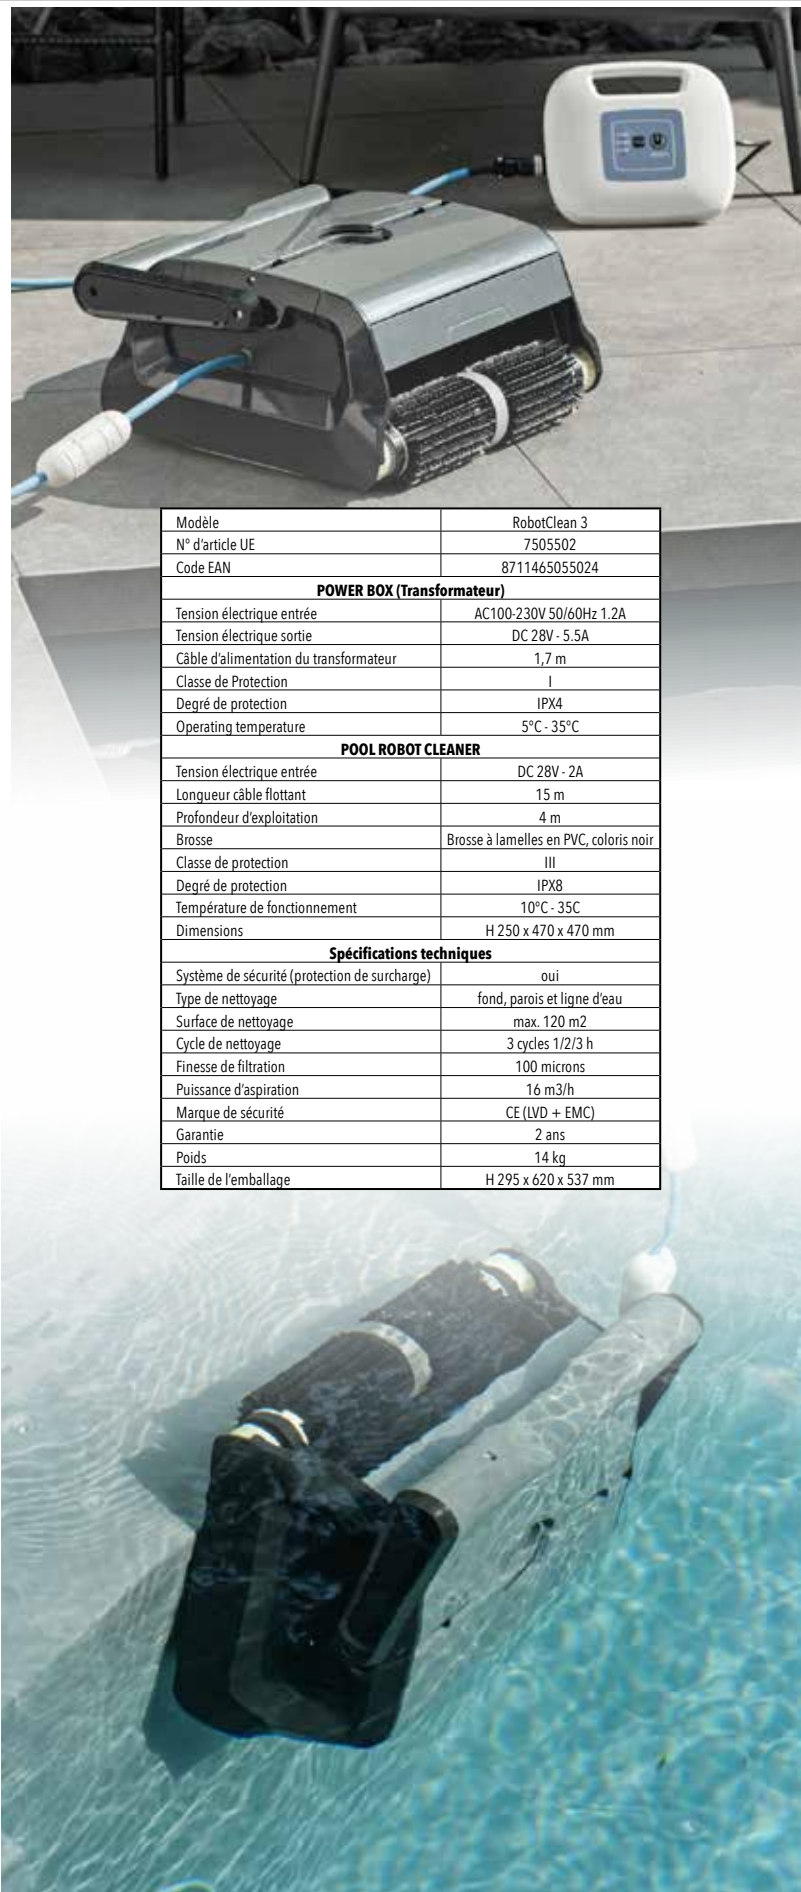 Modèle RobotClean 3
N° d'article UE 7505502
Code EAN 8711465055024
POWER BOX (Transformateur)
Tension électrique entrée AC100-230V 50/60Hz 1.2A
Tension électrique sortie DC 28V - 5.5A
Câble d'alimentation du transformateur 1,7 m
Classe de Protection I
Degré de protection IPX4
Operating temperature 5°C - 35°C
POOL ROBOT CLEANER
Tension électrique entrée DC 28V - 2A
Longueur câble flottant 15 m
Profondeur d'exploitation 4 m
Brosse Brosse à lamelles en PVC, coloris noir
Classe de protection III
Degré de protection IPX8
Température de fonctionnement 10°C - 35C
Dimensions H 250 x 470 x 470 mm
Spécifications techniques
Système de sécurité (protection de surcharge) oui
Type de nettoyage fond, parois et ligne d'eau
Surface de nettoyage max. 120 m2
Cycle de nettoyage 3 cycles 1/2/3 h
Finesse de filtration 100 microns
Puissance d'aspiration 16 m3/h
Marque de sécurité CE (LVD + EMC)
Garantie 2 ans
Poids 14 kg
Taille de l'emballage H 295 x 620 x 537 mm